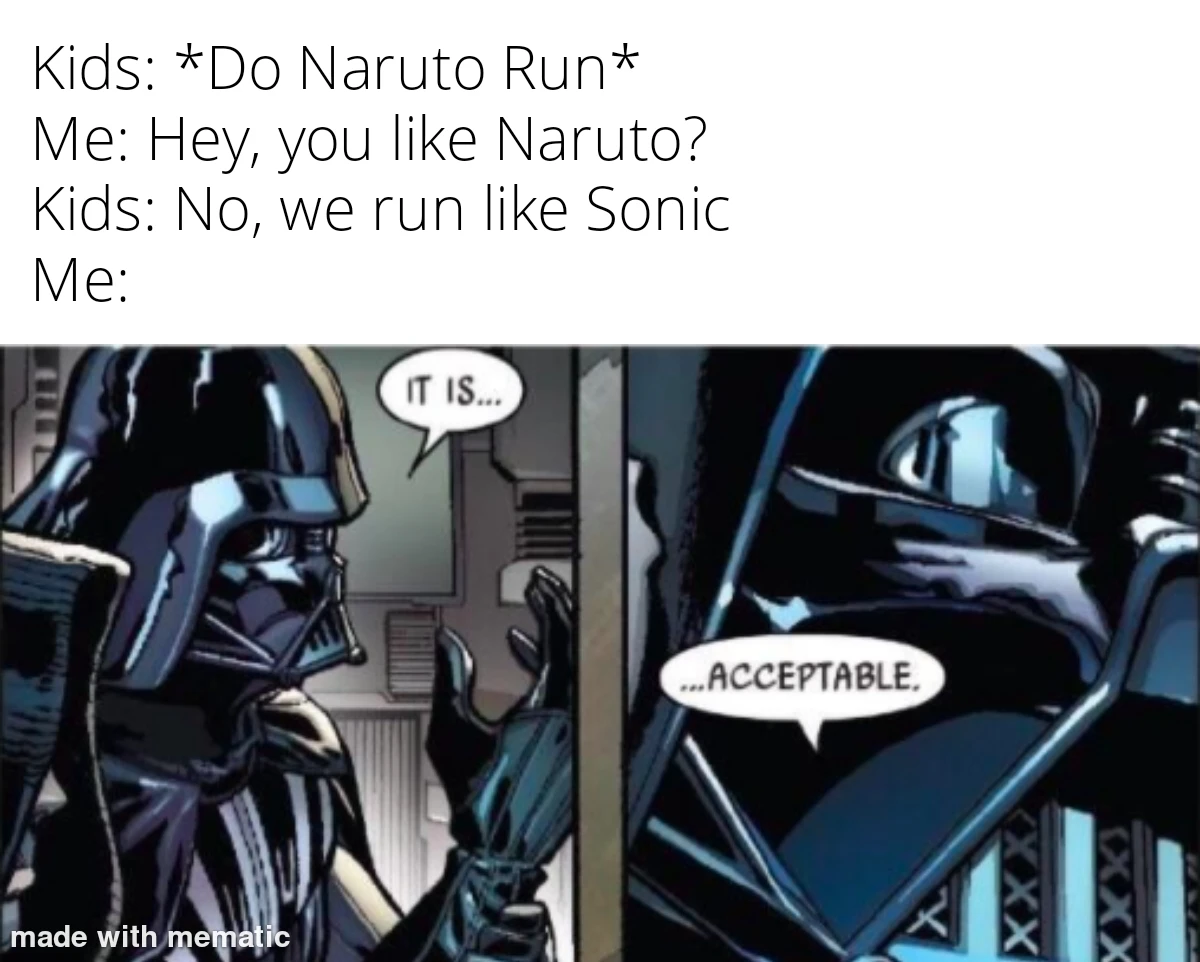 Kids: *Do Naruto Run*
Me: Hey, you like Naruto?
Kids: No, we run like Sonic
Me:
IT IS...
...ACCEPTABLE.
made with mematic